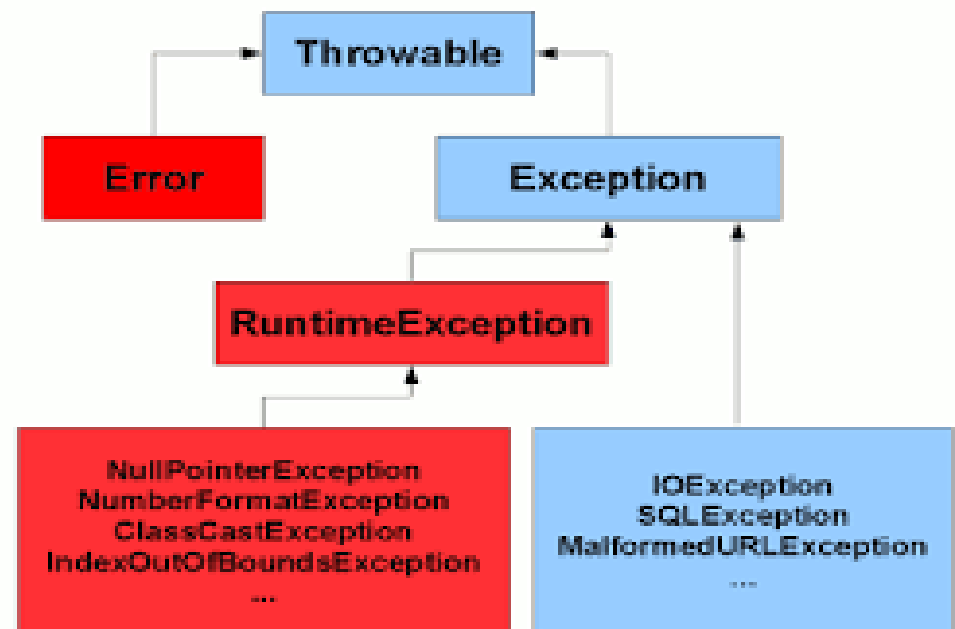 Throwable
Error
Exception
RuntimeException
NullPointerException
NumberFormatException
ClassCastException
IndexOutOfBoundsException
...
IOException
SQLException
MalformedURLException
...